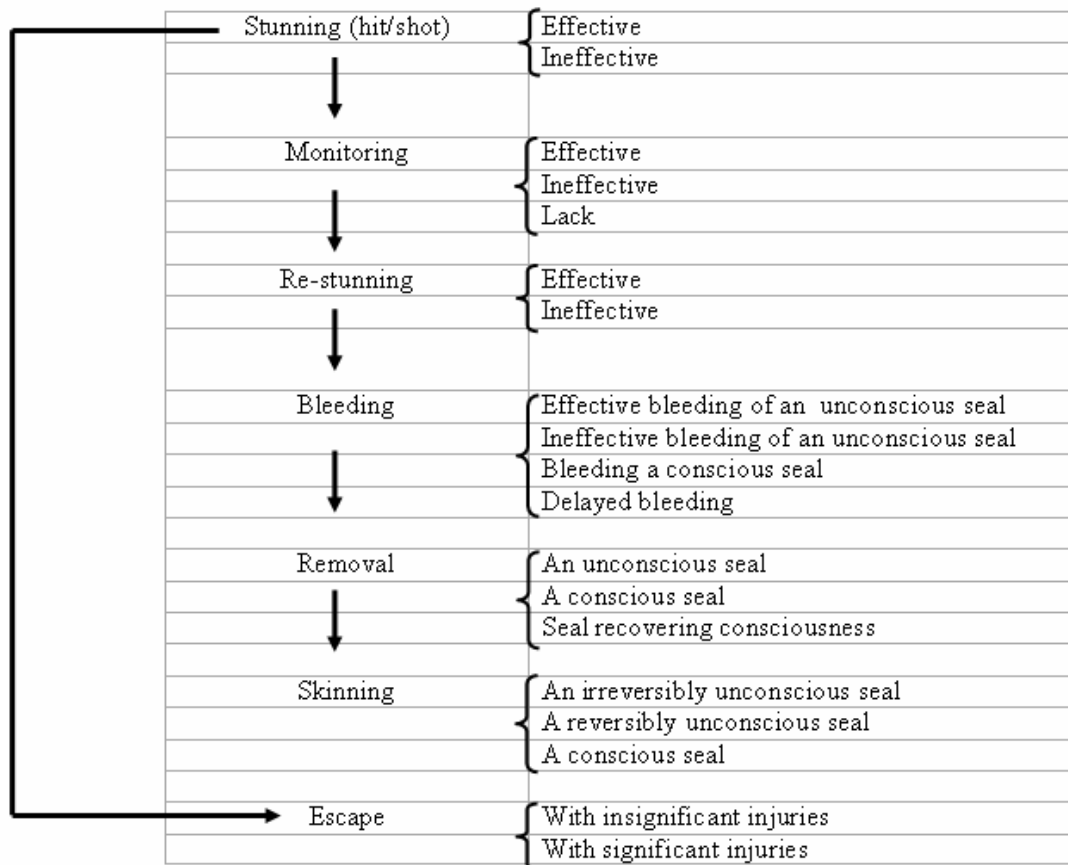 Stunning (hit/shot) Effective
Ineffective
Monitoring Effective
Ineffective
Lack
Re-stunning Effective
Ineffective
Bleeding Effective bleeding of an unconscious seal
Ineffective bleeding of an unconscious seal
Bleeding a conscious seal
Delayed bleeding
Removal An unconscious seal
A conscious seal
Seal recovering consciousness
Skinning An irreversibly unconscious seal
A reversibly unconscious seal
A conscious seal
Escape With insignificant injuries
With significant injuries